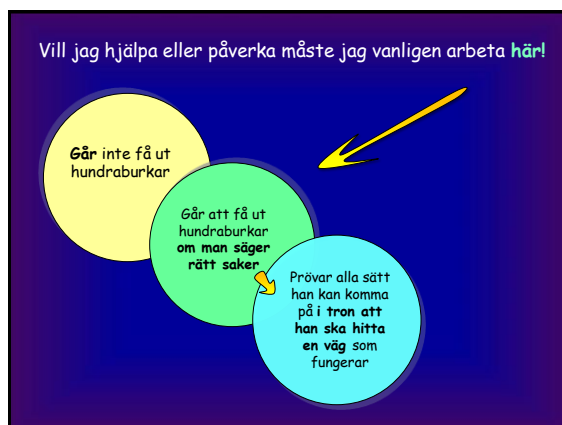 Vill jag hjälpa eller påverka måste jag vanligen arbeta här!
Går inte få ut
hundraburkar
Går att få ut
hundraburkar
om man säger
rätt saker
Prövar alla sätt
han kan komma
på i tron att
han ska hitta
en väg som
fungerar